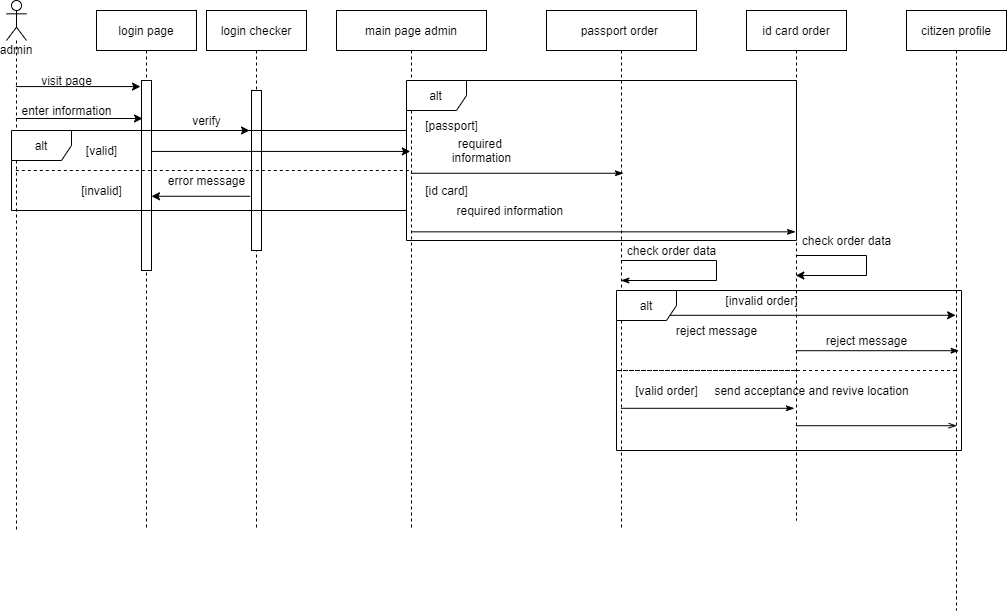 admin
login page
login checker
main page admin
passport order
id card order
citizen profile
visit page
enter information
verify
alt
[valid]
[invalid]
error message
alt
[passport]
required
information
[id card]
required information
check order data
check order data
alt
[invalid order]
reject message
reject message
[valid order]
send acceptance and revive location